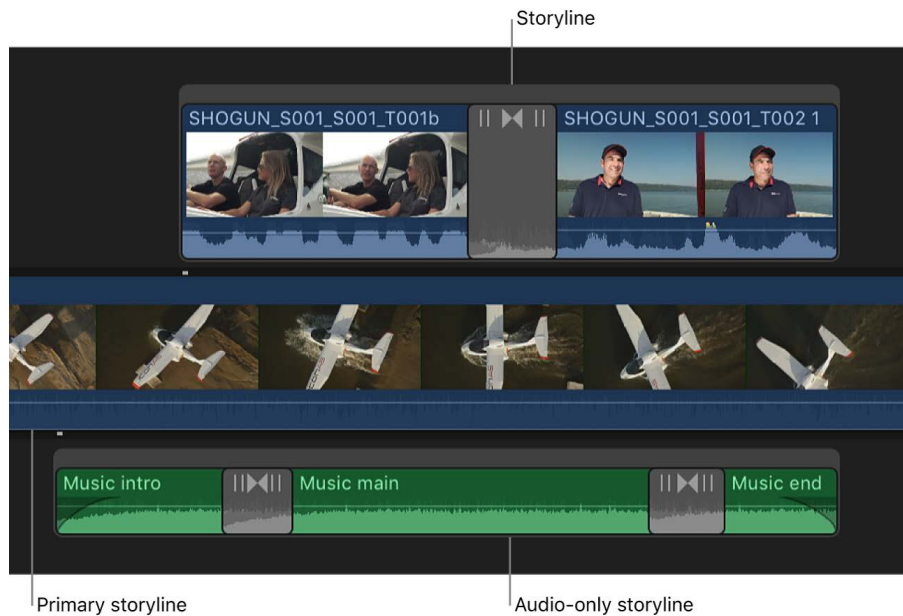 Storyline
SHOGUN_S001_S001_T001b
SHOGUN_S001_S001_T002 1
Music intro
Music main
Music end
Primary storyline
Audio-only storyline